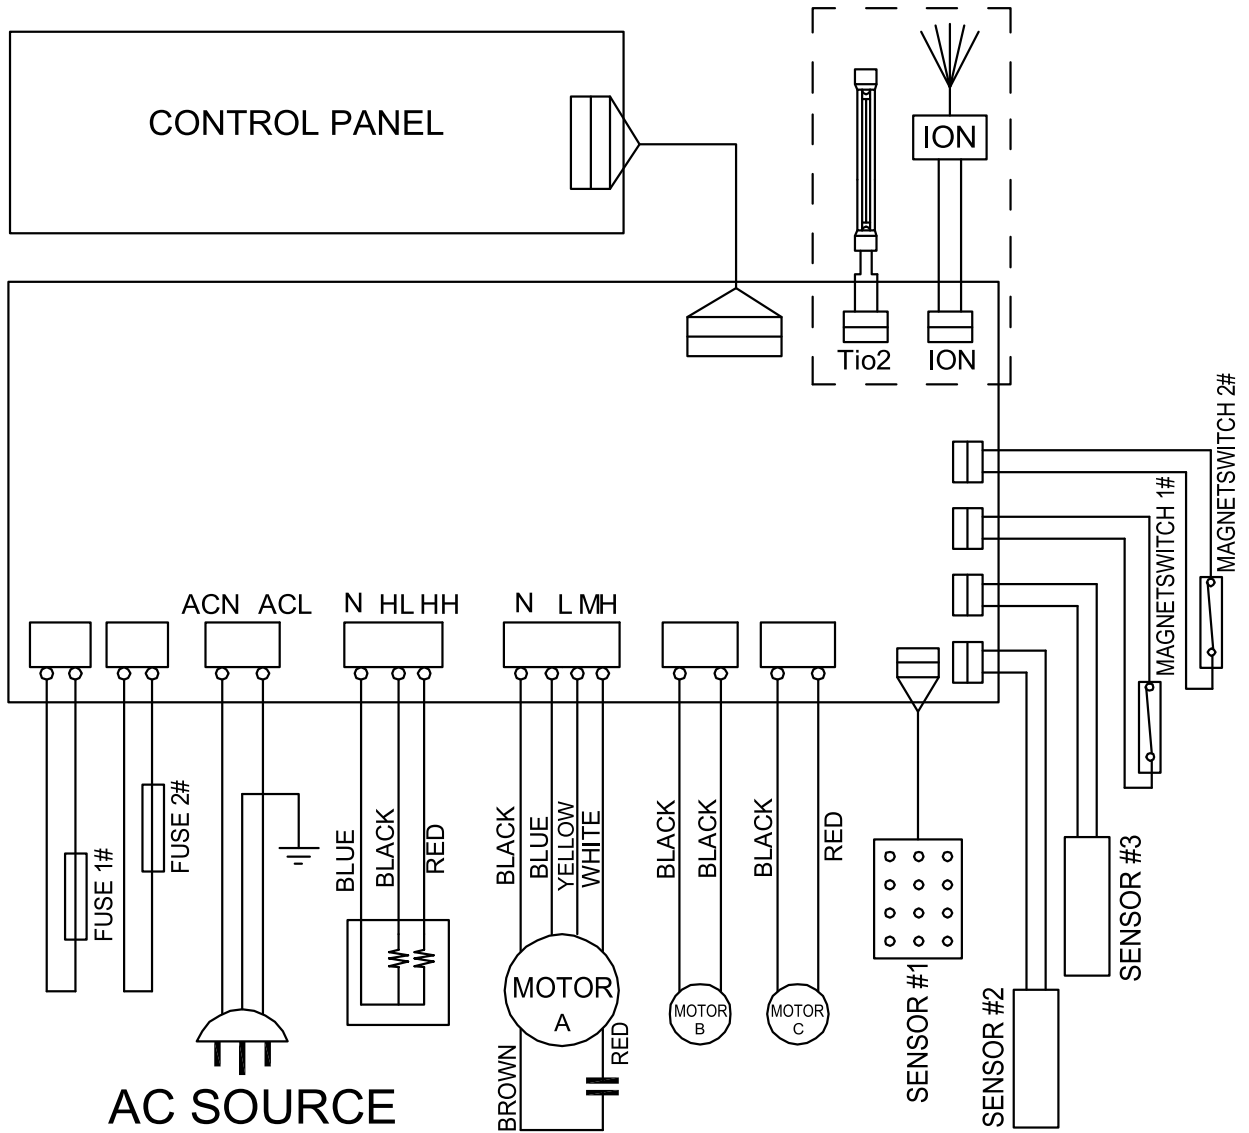 CONTROL PANEL
ION
Tio2
ION
MAGNETSWITCH 2#
MAGNETSWITCH 1#
ACN ACL
N HL HH
N L M H
FUSE 1#
FUSE 2#
BLUE
BLACK
RED
BLACK
BLUE
YELLOW
WHITE
BLACK
BLACK
BLACK
RED
MOTOR
A
MOTOR
B
MOTOR
C
BROWN
RED
SENSOR #1
SENSOR #2
SENSOR #3
AC SOURCE